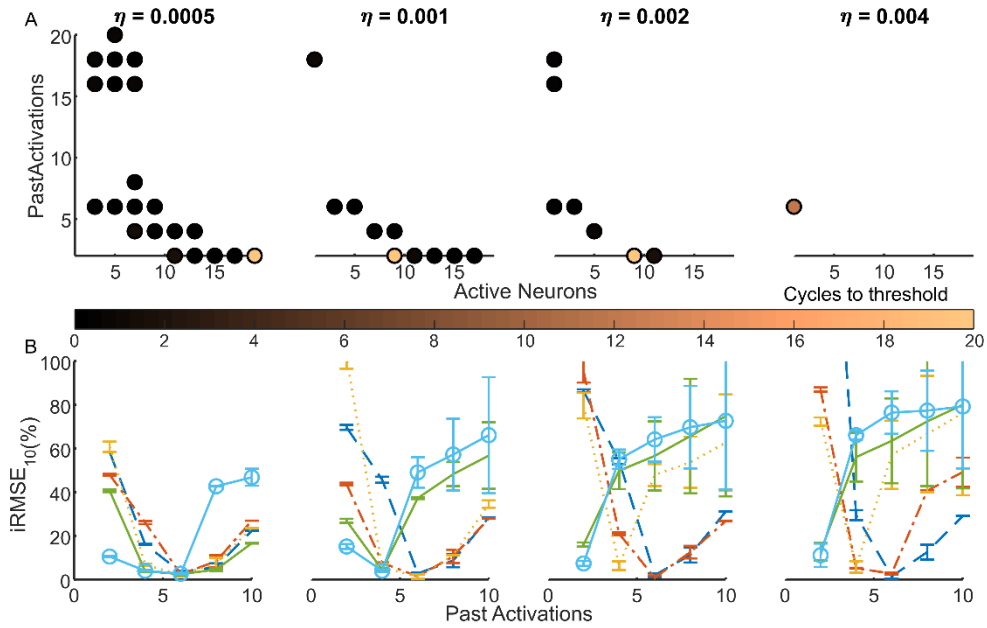 A
η = 0.0005
η = 0.001
η = 0.002
η = 0.004
PastActivations
20
15
10
5
5 10 15
5 10 15
5 10 15
5 10 15
Active Neurons
Cycles to threshold
0 2 4 6 8 10 12 14 16 18 20
B
iRMSE10(%)
100
80
60
40
20
0
0 5 10
0 5 10
0 5 10
0 5 10
Past Activations